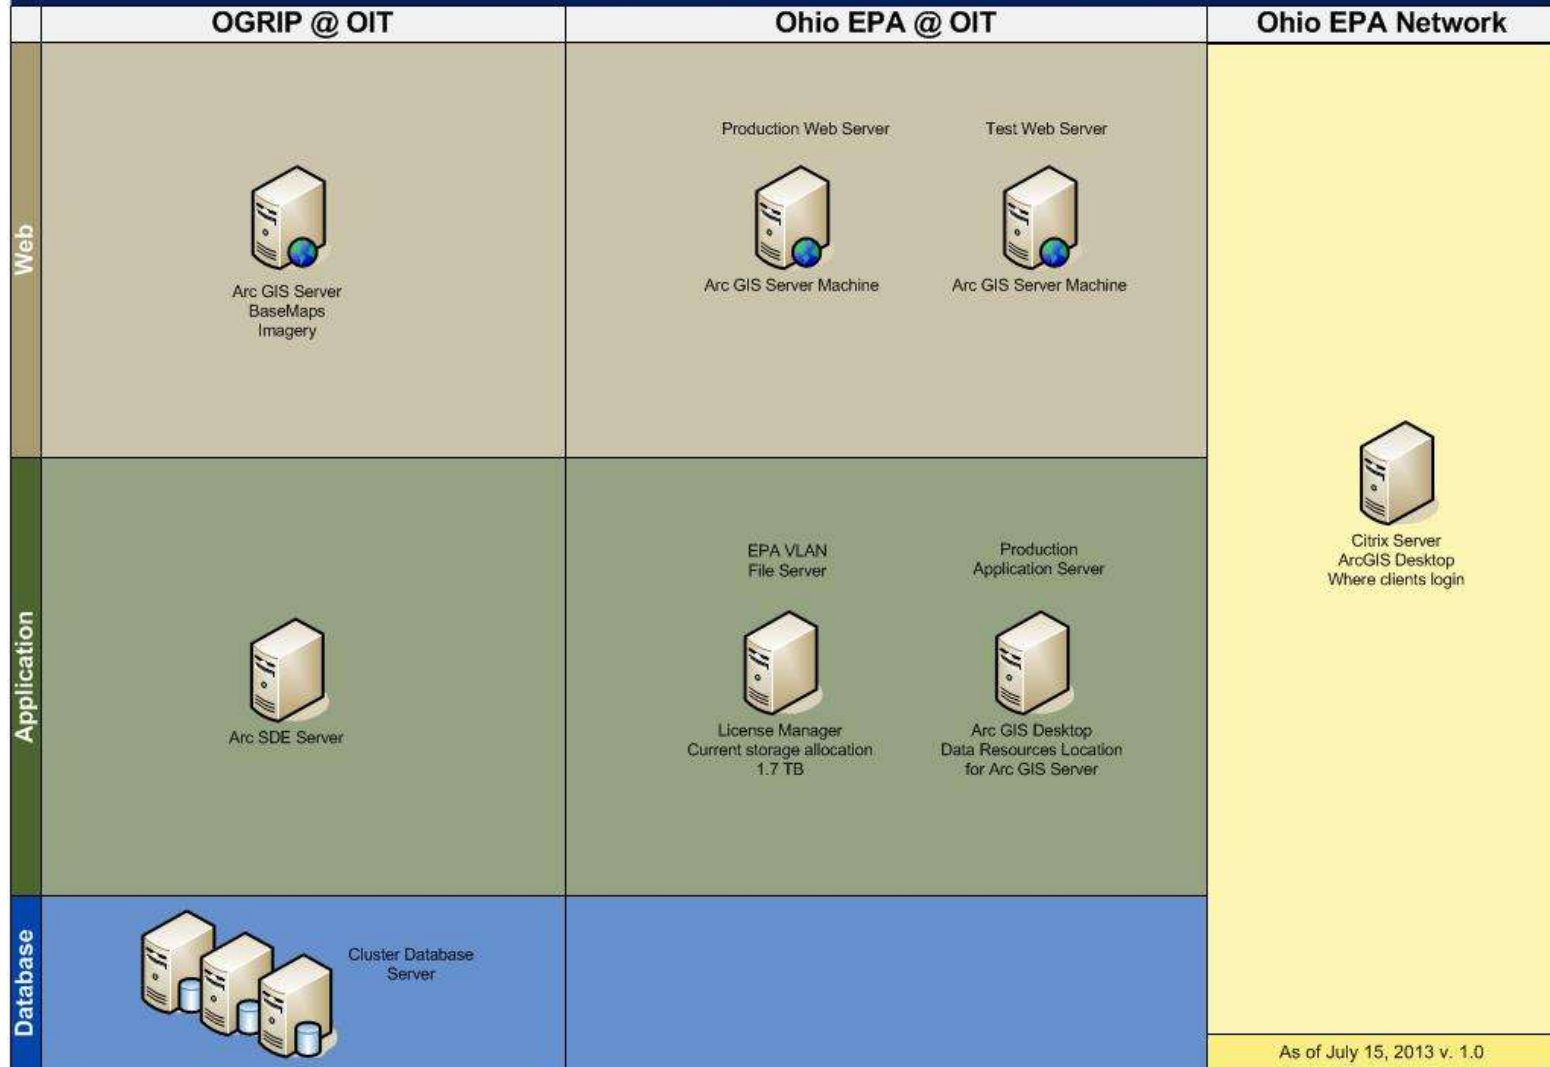 OGRIP @ OIT
Ohio EPA @ OIT
Ohio EPA Network
Web
Arc GIS Server
BaseMaps
Imagery
Production Web Server
Arc GIS Server Machine
Test Web Server
Arc GIS Server Machine
Citrix Server
ArcGIS Desktop
Where clients login
Application
Arc SDE Server
EPA VLAN
File Server
License Manager
Current storage allocation
1.7 TB
Production
Application Server
Arc GIS Desktop
Data Resources Location
for Arc GIS Server
Database
Cluster Database
Server
As of July 15, 2013 v. 1.0